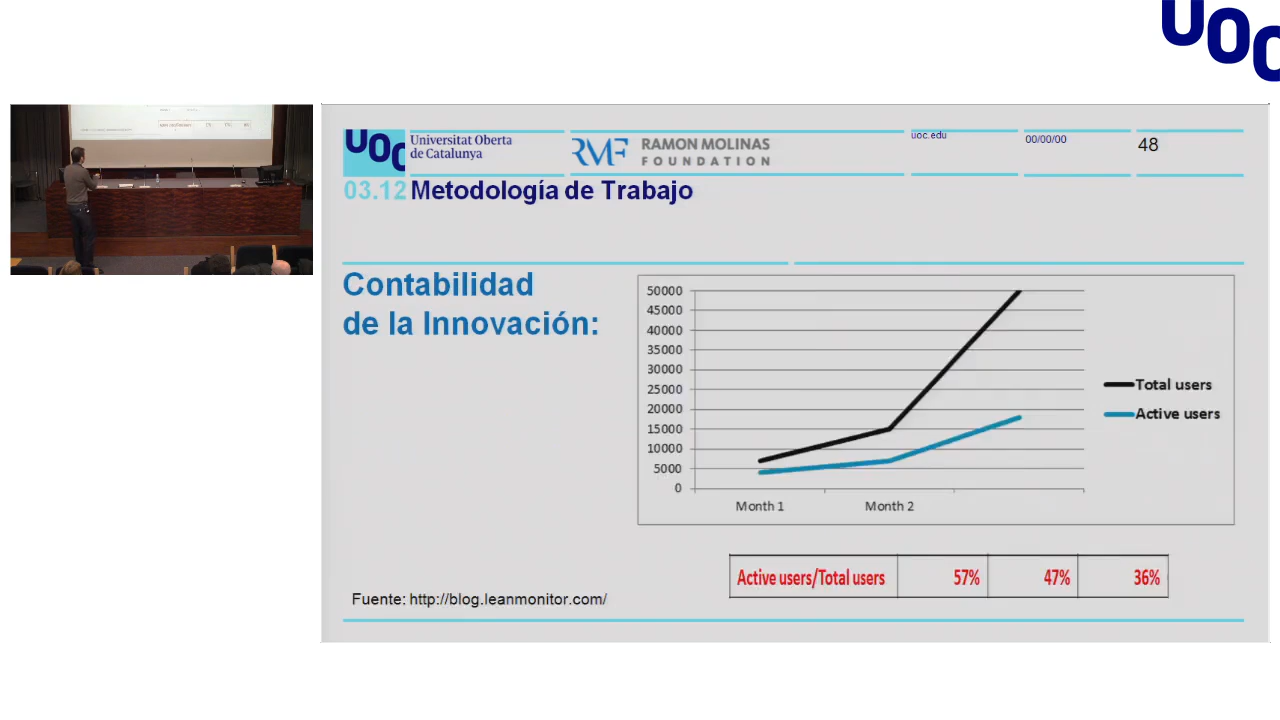 UOC
UOC
Universitat Oberta
de Catalunya
RMF
RAMON MOLINAS
FOUNDATION
uoc.edu
00/00/00
48
03.12 Metodología de Trabajo
Contabilidad
de la Innovación:
50000
45000
40000
35000
30000
25000
20000
15000
10000
5000
0
Month 1
Month 2
Total users
Active users
Active users/Total users 57% 47% 36%
Fuente: http://blog.leanmonitor.com/